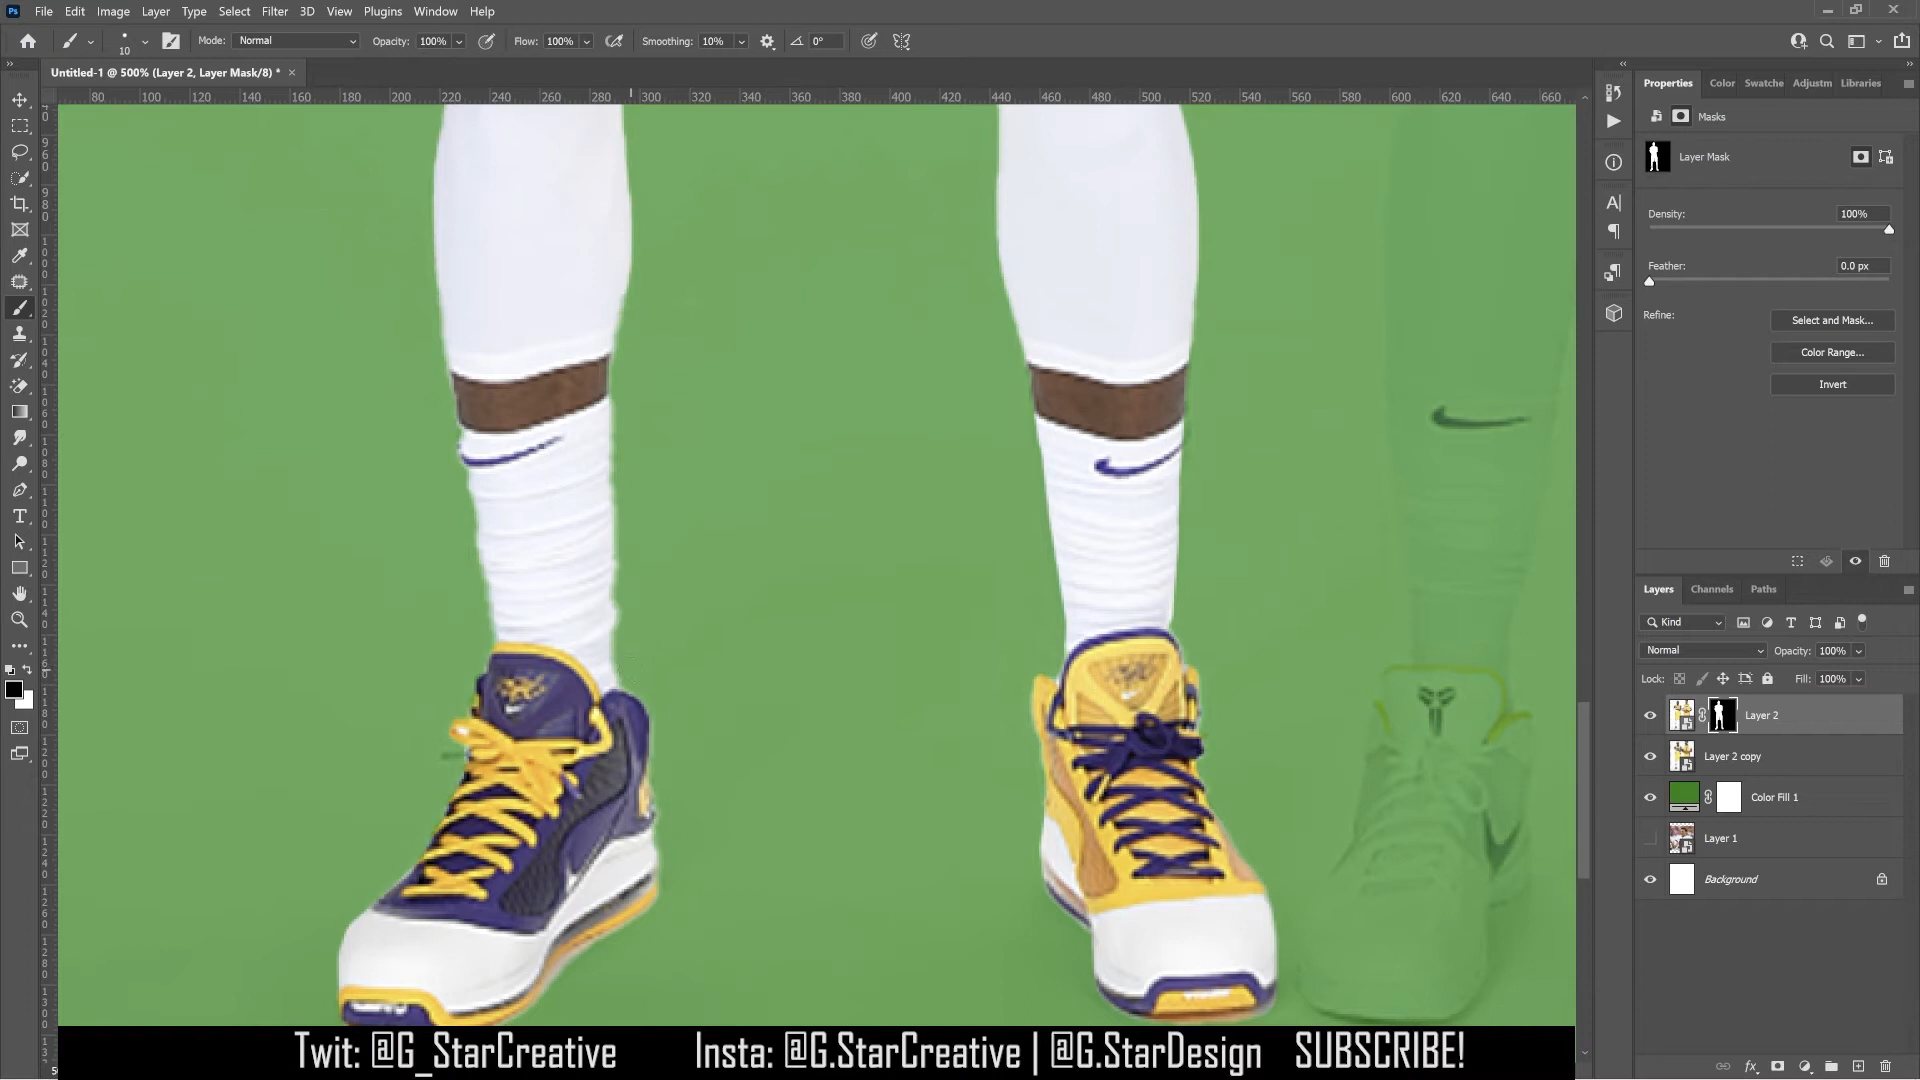 Ps File Edit Image Layer Type Select Filter 3D View Plugins Window Help
10 Mode: Normal Opacity: 100% Flow: 100% Smoothing: 10% 0°
Untitled-1 @ 500% (Layer 2, Layer Mask/8) *
80 100 120 140 160 180 200 220 240 260 280 300 320 340 360 380 400 420 440 460 480 500 520 540 560 580 600 620 640 660
Properties Color Swatche Adjustm Libraries
Masks
Layer Mask
Density: 100%
Feather: 0.0 px
Refine: Select and Mask...
Color Range...
Invert
Layers Channels Paths
Kind
Normal Opacity: 100%
Lock: Fill: 100%
Layer 2
Layer 2 copy
Color Fill 1
Layer 1
Background
Twit: @G_StarCreative Insta: @G.StarCreative | @G.StarDesign SUBSCRIBE!